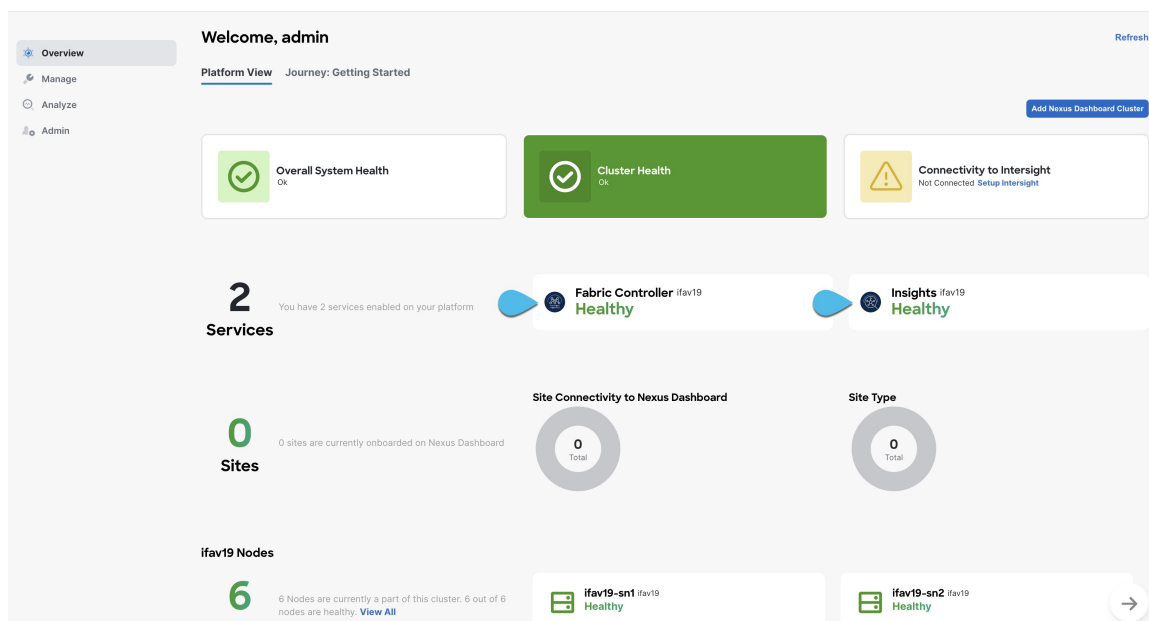 Welcome, admin
Refresh
Overview
Manage
Analyze
Admin
Platform View
Journey: Getting Started
Add Nexus Dashboard Cluster
Overall System Health
Ok
Cluster Health
Ok
Connectivity to Intersight
Not Connected Setup Intersight
2
Services
You have 2 services enabled on your platform
Fabric Controller ifav19
Healthy
Insights ifav19
Healthy
0
Sites
0 sites are currently onboarded on Nexus Dashboard
Site Connectivity to Nexus Dashboard
0
Total
Site Type
0
Total
ifav19 Nodes
6
6 Nodes are currently a part of this cluster. 6 out of 6
nodes are healthy. View All
ifav19-sn1 ifav19
Healthy
ifav19-sn2 ifav19
Healthy